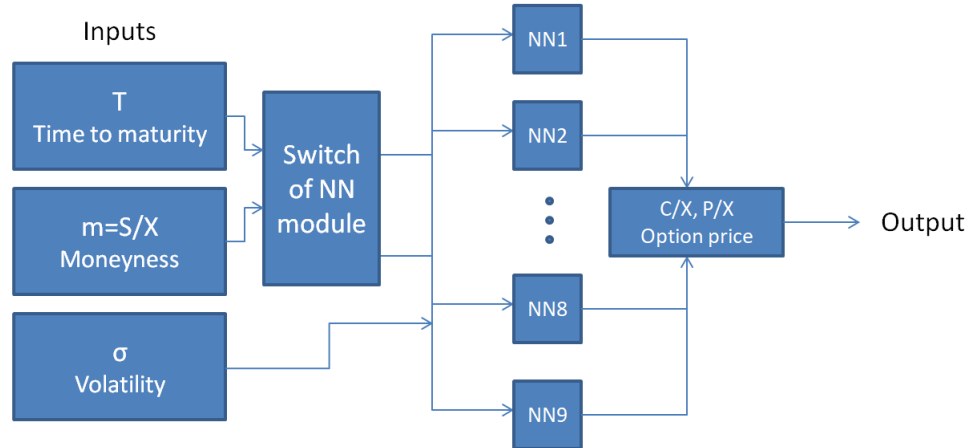 Inputs
T
Time to maturity
m=S/X
Moneyness
σ
Volatility
Switch
of NN
module
NN1
NN2
NN8
NN9
C/X, P/X
Option price
Output